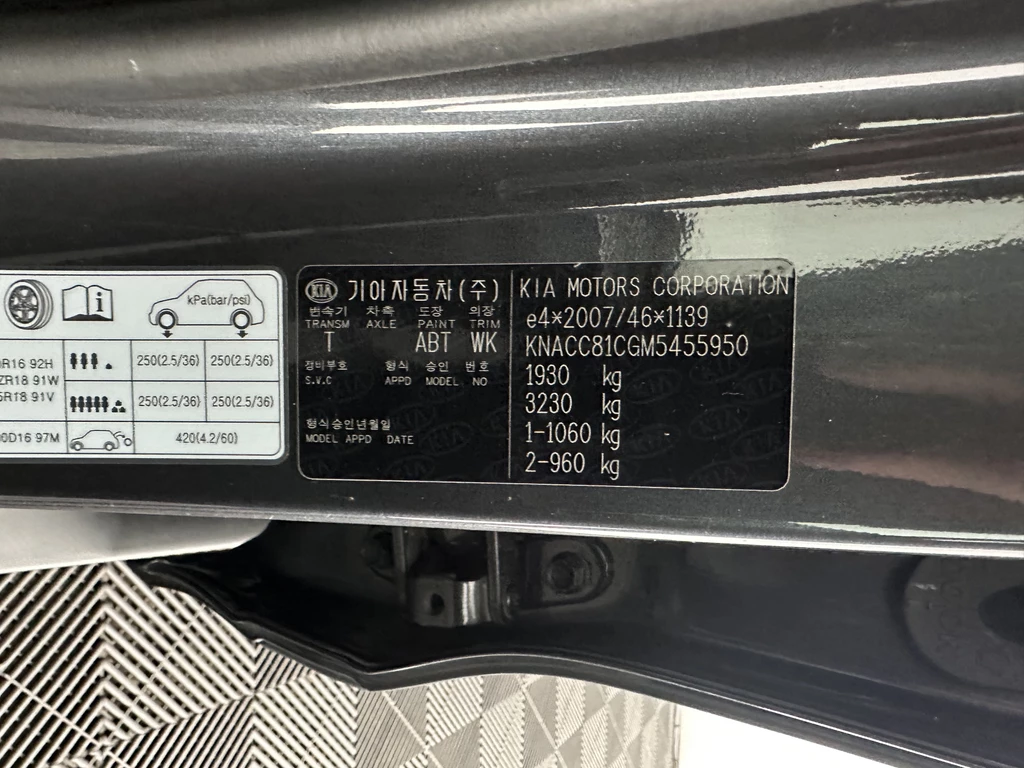 kPa(bar/psi)
R16 92H
250(2.5/36) 250(2.5/36)
ZR18 91W
R18 91V
250(2.5/36) 250(2.5/36)
0D16 97M
420(4.2/60)
KIA 기아자동차(주)
변속기 차축 도장 의장
TRANSM AXLE PAINT TRIM
T ABT WK
정비부호 형식 승인 번호
S.V.C APPD MODEL NO
형식승인년월일
MODEL APPD DATE
KIA MOTORS CORPORATION
e4*2007/46*1139
KNACC81CGM5455950
1930 kg
3230 kg
1-1060 kg
2-960 kg